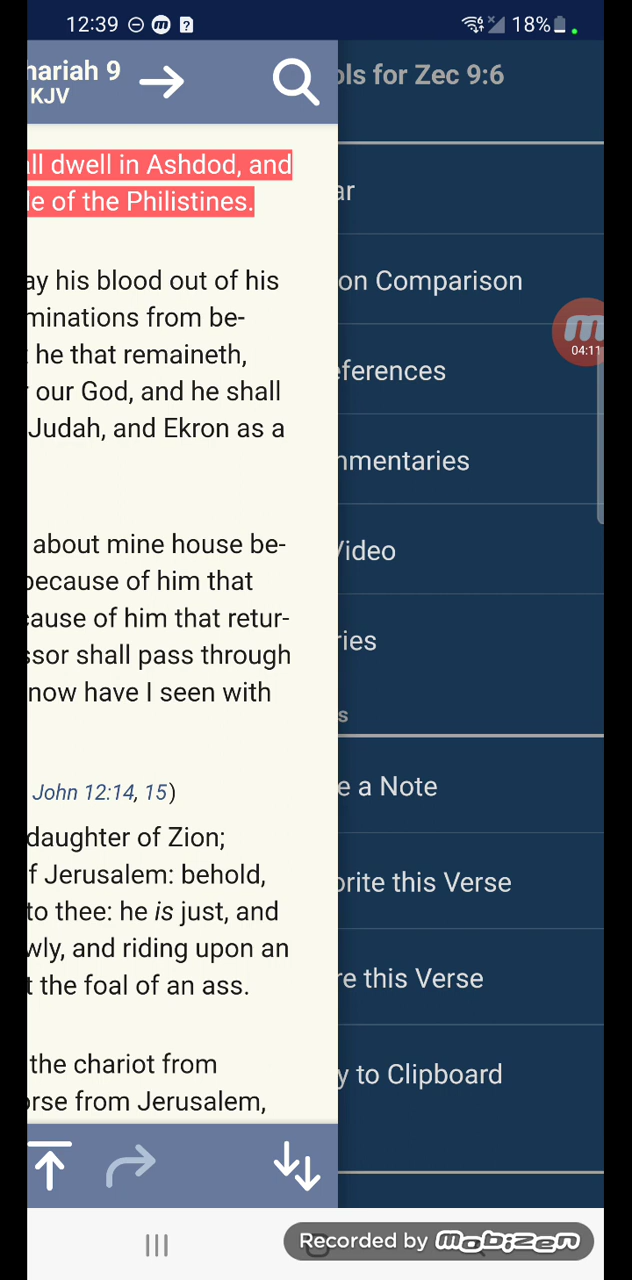 12:39
18%
hariah 9
KJV
ols for Zec 9:6
ll dwell in Ashdod, and
le of the Philistines.
ay his blood out of his
minations from be-
he that remaineth,
our God, and he shall
Judah, and Ekron as a
about mine house be-
because of him that
cause of him that retur-
ssor shall pass through
now have I seen with
John 12:14, 15)
daughter of Zion;
f Jerusalem: behold,
to thee: he is just, and
wly, and riding upon an
t the foal of an ass.
the chariot from
orse from Jerusalem,
ar
on Comparison
04:11
eferences
mmentaries
Video
ries
s
e a Note
orite this Verse
re this Verse
y to Clipboard
Recorded by mobizen